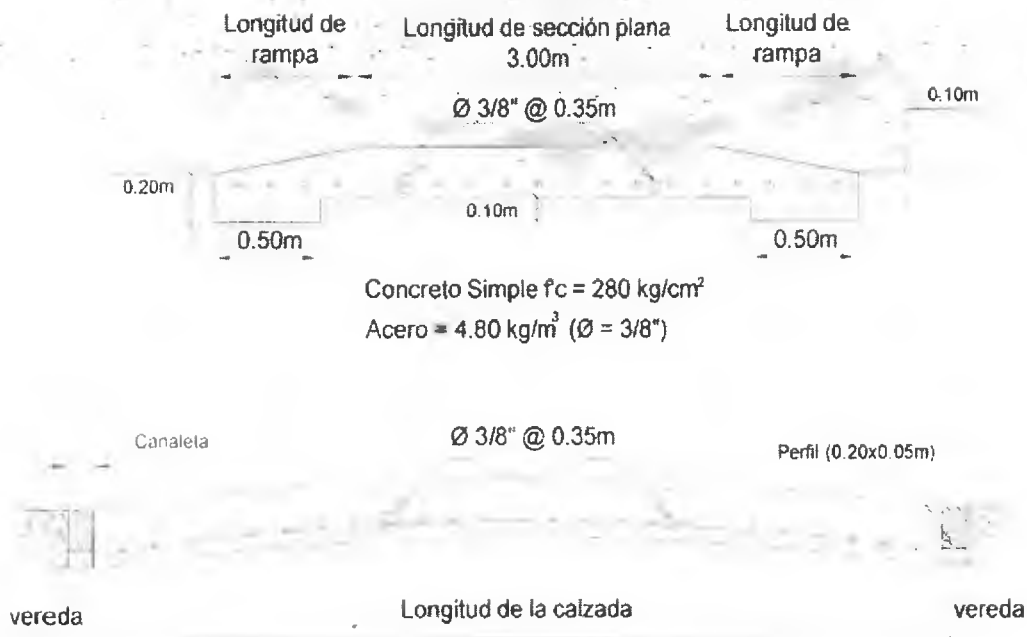 Longitud de rampa
Longitud de sección plana
3.00m
Longitud de rampa
0.10m
Ø 3/8" @ 0.35m
0.20m
0.10m
0.50m
0.50m
Concreto Simple f'c = 280 kg/cm²
Acero = 4.80 kg/m³ (Ø = 3/8")
Canaleta
Ø 3/8" @ 0.35m
Perfil (0.20x0.05m)
vereda
Longitud de la calzada
vereda